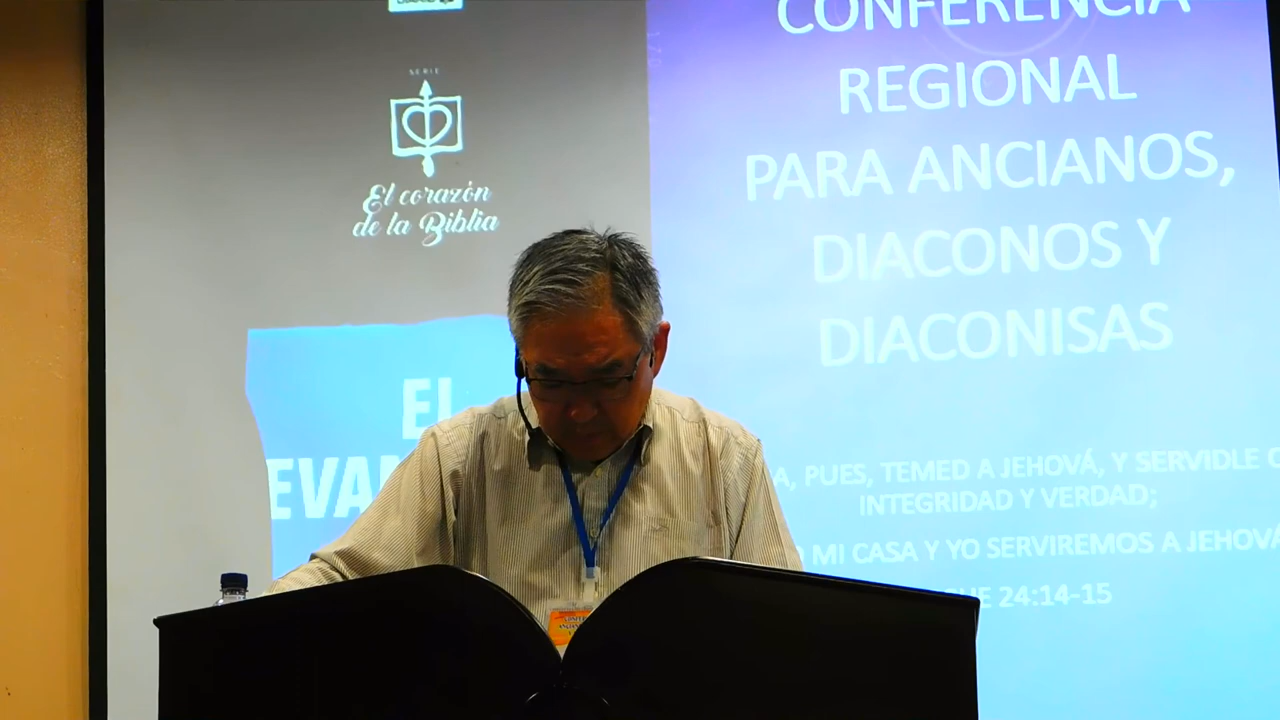 SERIE
El corazón
de la Biblia
EL
CONFERENCIA
REGIONAL
PARA ANCIANOS,
DIACONOS Y
DIACONISAS
PUES, TEMED A JEHOVÁ, Y SERVIDLE
INTEGRIDAD Y VERDAD;
MI CASA Y YO SERVIREMOS A JEHOVÁ
24:14-15